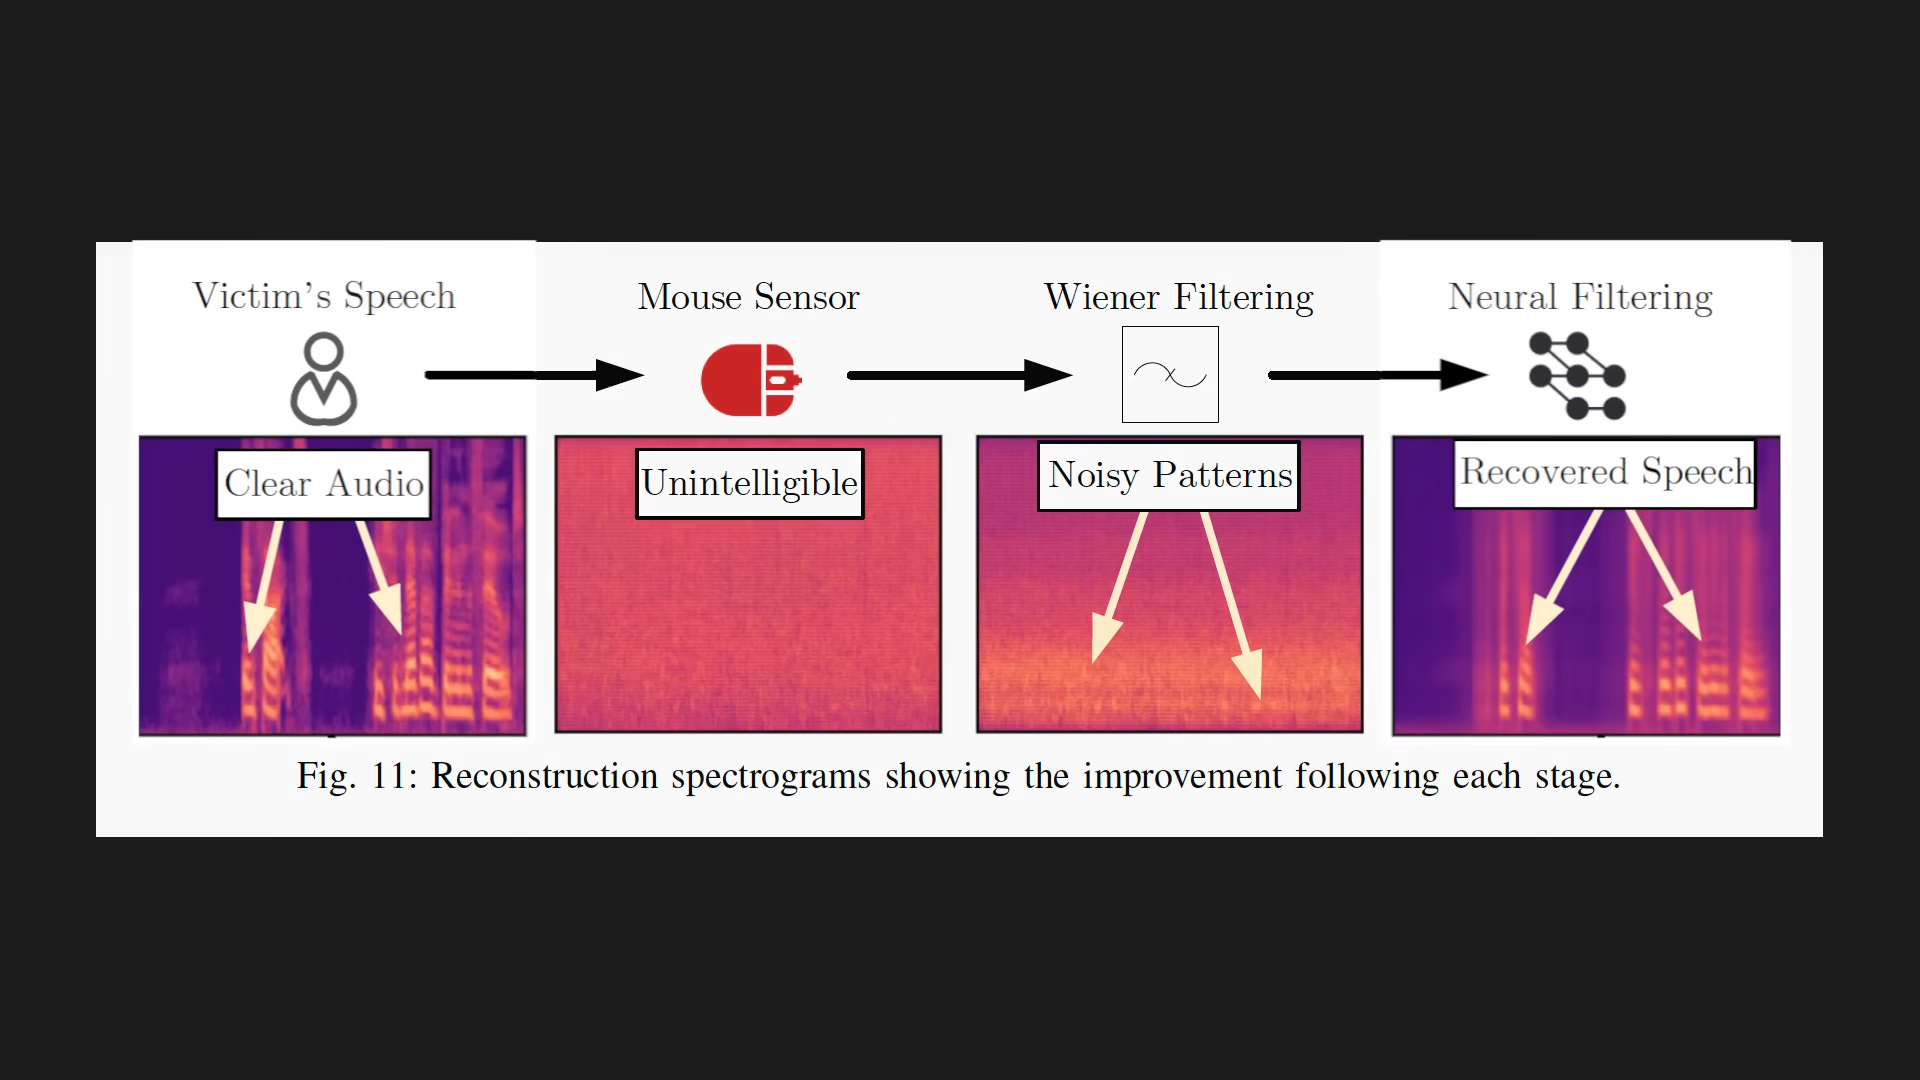 Victim's Speech
Mouse Sensor
Wiener Filtering
Neural Filtering
Clear Audio
Unintelligible
Noisy Patterns
Recovered Speech
Fig. 11: Reconstruction spectrograms showing the improvement following each stage.